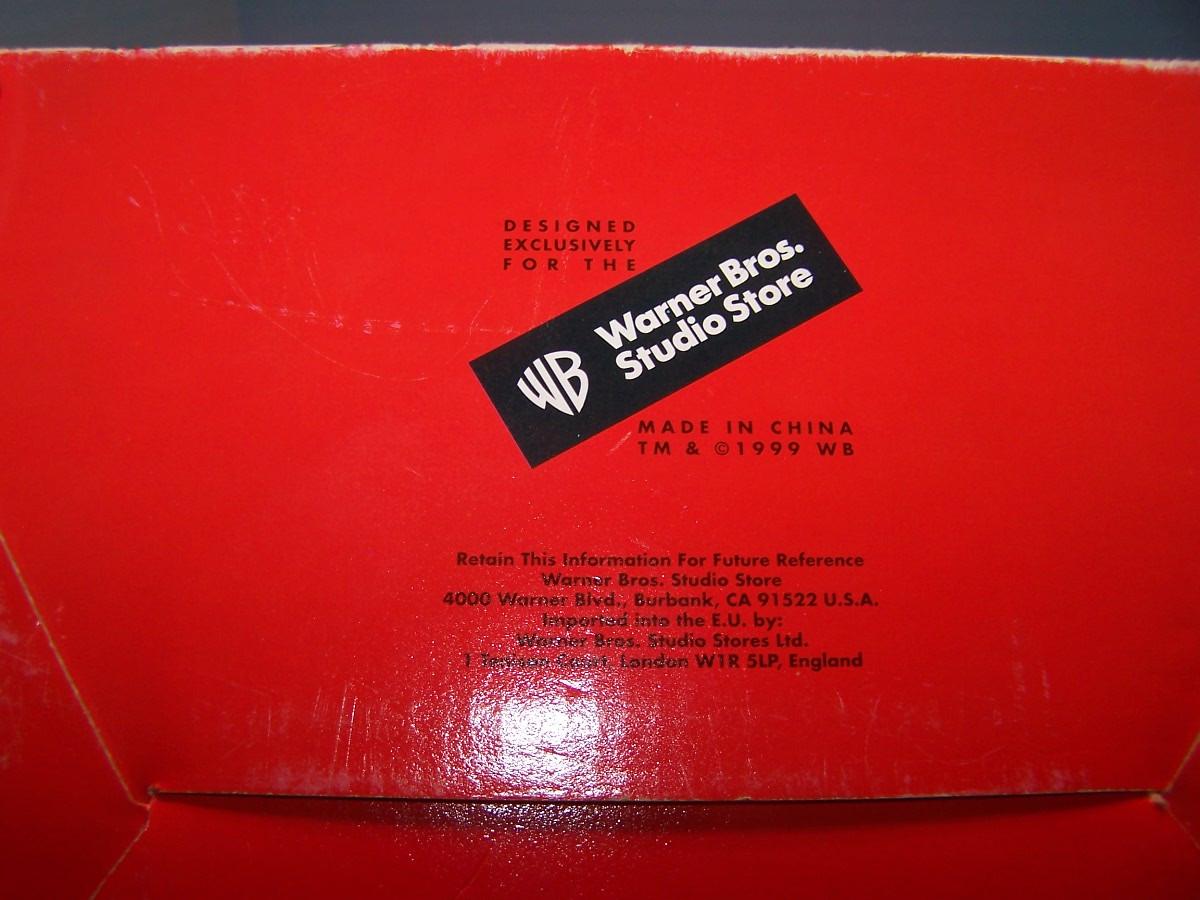 DESIGNED
EXCLUSIVELY
FOR THE
WB
Warner Bros.
Studio Store
MADE IN CHINA
TM & ©1999 WB
Retain This Information For Future Reference
Warner Bros. Studio Store
4000 Warner Blvd., Burbank, CA 91522 U.S.A.
Imported into the E.U. by:
Warner Bros. Studio Stores Ltd.
1 Tenison Court, London W1R 5LP, England